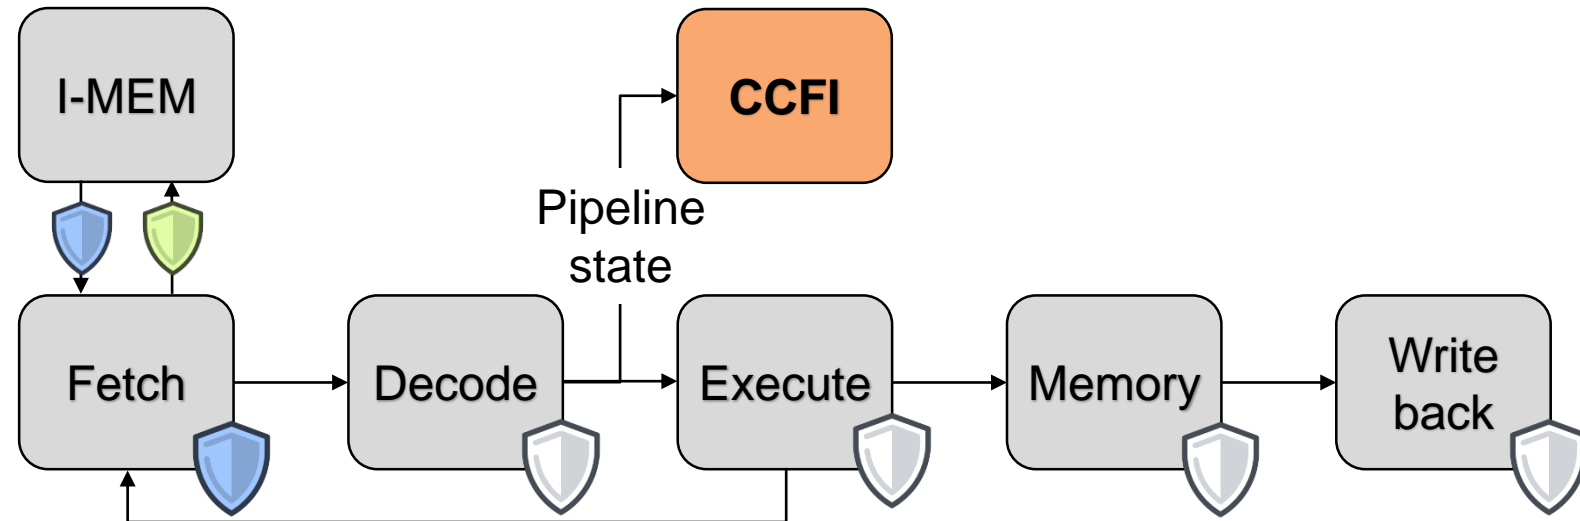 I-MEM
CCFI
Pipeline
state
Fetch
Decode
Execute
Memory
Write
back